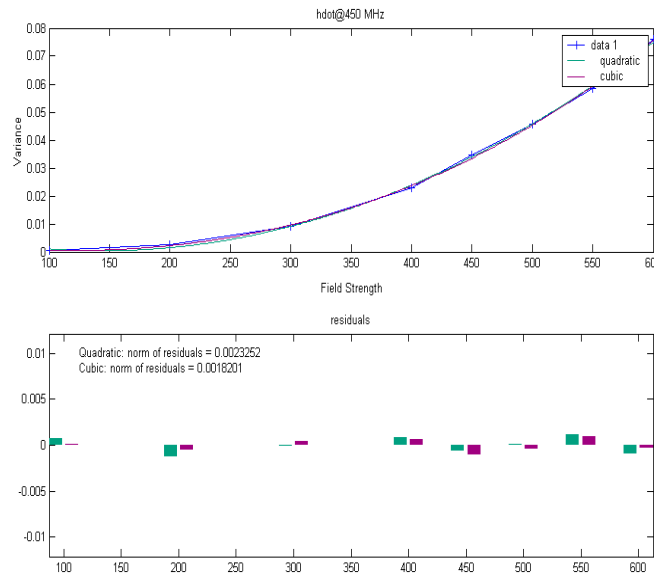 hdot@450 MHz
0.08
0.07
0.06
0.05
0.04
0.03
0.02
0.01
0
Variance
data 1
quadratic
cubic
100 150 200 250 300 350 400 450 500 550 600
Field Strength
residuals
Quadratic: norm of residuals = 0.0023252
Cubic: norm of residuals = 0.0018201
0.01
0.005
0
-0.005
-0.01
100 150 200 250 300 350 400 450 500 550 600